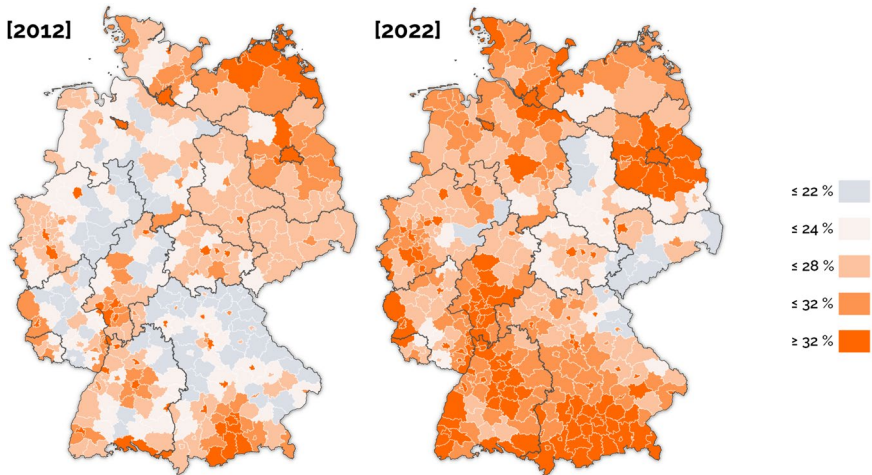 [2012]
[2022]
≤ 22 %
≤ 24 %
≤ 28 %
≤ 32 %
≥ 32 %